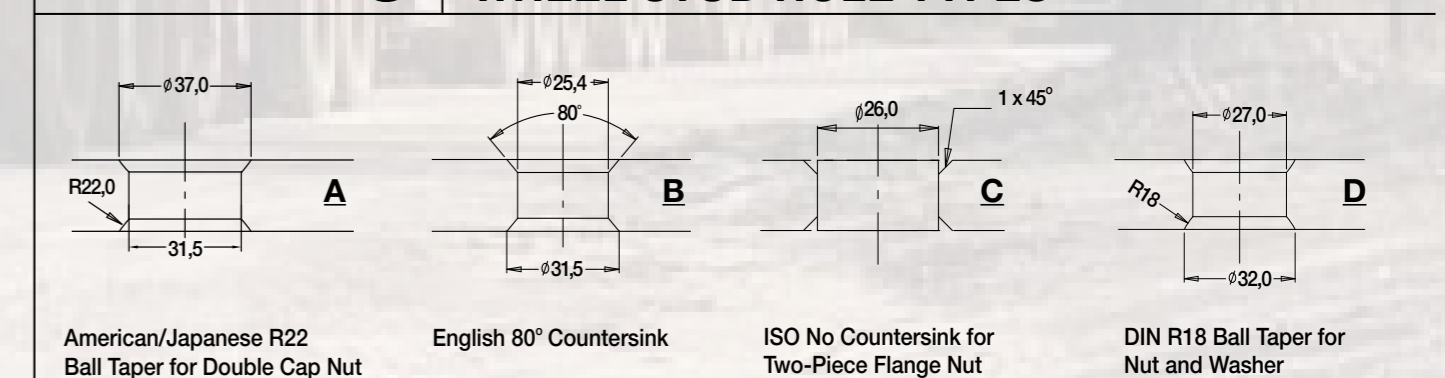 ø37,0
R22,0
31,5
A
American/Japanese R22
Ball Taper for Double Cap Nut
ø25,4
80°
ø31,5
B
English 80° Countersink
ø26,0
1 x 45°
C
ISO No Countersink for
Two-Piece Flange Nut
ø27,0
R18
ø32,0
D
DIN R18 Ball Taper for
Nut and Washer